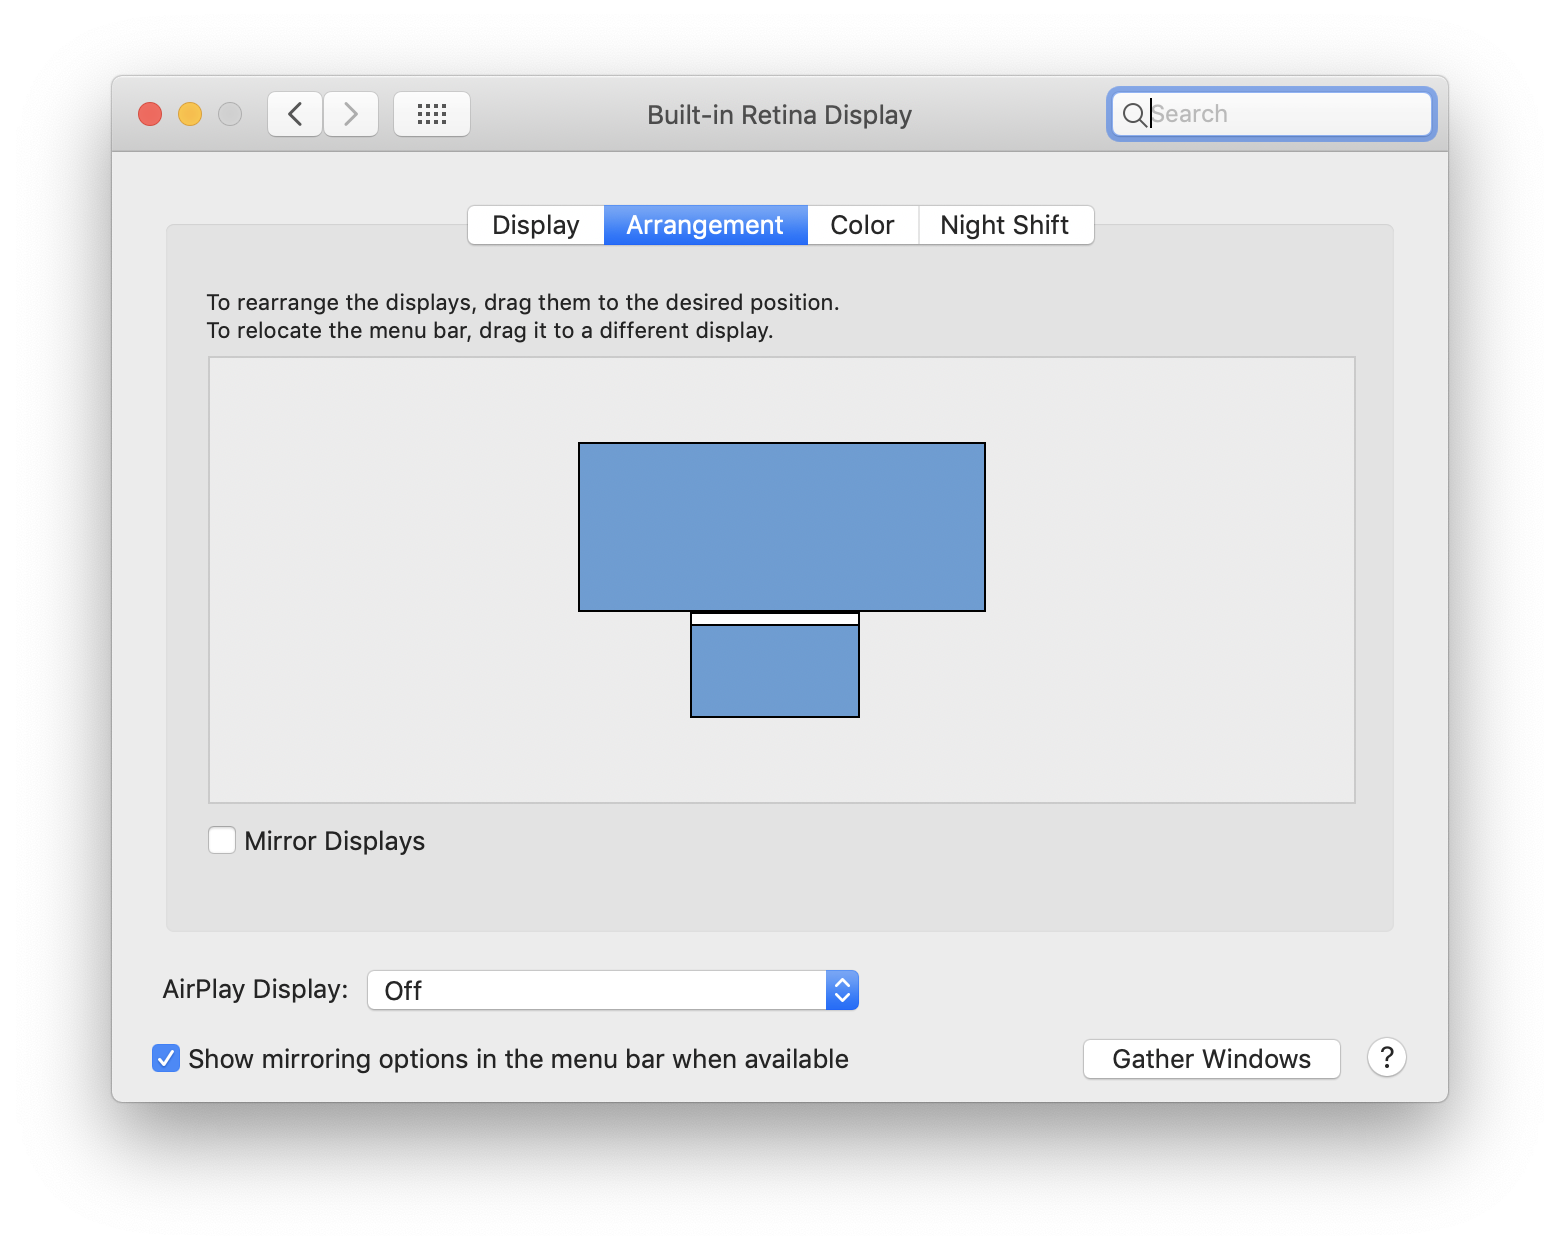 Built-in Retina Display
Search
Display
Arrangement
Color
Night Shift
To rearrange the displays, drag them to the desired position.
To relocate the menu bar, drag it to a different display.
Mirror Displays
AirPlay Display:
Off
Show mirroring options in the menu bar when available
Gather Windows
?